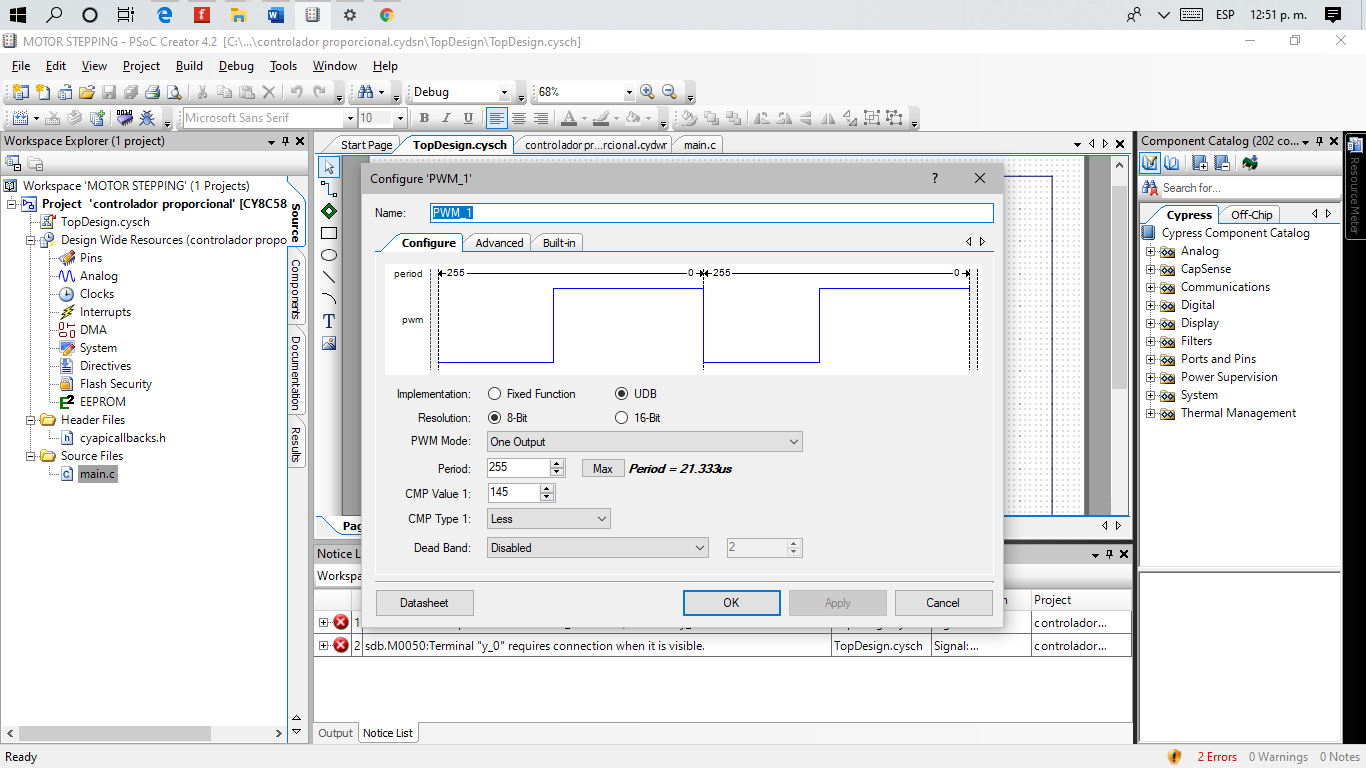 ESP 12:51 p. m.
MOTOR STEPPING - PSoC Creator 4.2 [C:\...\controlador proporcional.cydsn\TopDesign\TopDesign.cysch]
File Edit View Project Build Debug Tools Window Help
Debug 68%
Microsoft Sans Serif 10 B I U
Workspace Explorer (1 project)
Workspace 'MOTOR STEPPING' (1 Projects)
Project 'controlador proporcional' [CY8C58
TopDesign.cysch
Design Wide Resources (controlador propo
Pins
Analog
Clocks
Interrupts
DMA
System
Directives
Flash Security
EEPROM
Header Files
cyapicallbacks.h
Source Files
main.c
Source
Components
Documentation
Results
Start Page TopDesign.cysch controlador pr...rcional.cydwr main.c
Configure 'PWM_1'
Name: PWM_1
Configure Advanced Built-in
period 255 0 255 0
pwm
Implementation: Fixed Function UDB
Resolution: 8-Bit 16-Bit
PWM Mode: One Output
Period: 255 Max Period = 21.333us
CMP Value 1: 145
CMP Type 1: Less
Dead Band: Disabled 2
Datasheet OK Apply Cancel
Pag
Notice L
Workspa
Project
1 controlador...
2 sdb.M0050:Terminal "y_0" requires connection when it is visible. TopDesign.cysch Signal:... controlador...
Output Notice List
Component Catalog (202 co...
Search for...
Cypress Off-Chip
Cypress Component Catalog
Analog
CapSense
Communications
Digital
Display
Filters
Ports and Pins
Power Supervision
System
Thermal Management
Resource Meter
Ready 2 Errors 0 Warnings 0 Notes